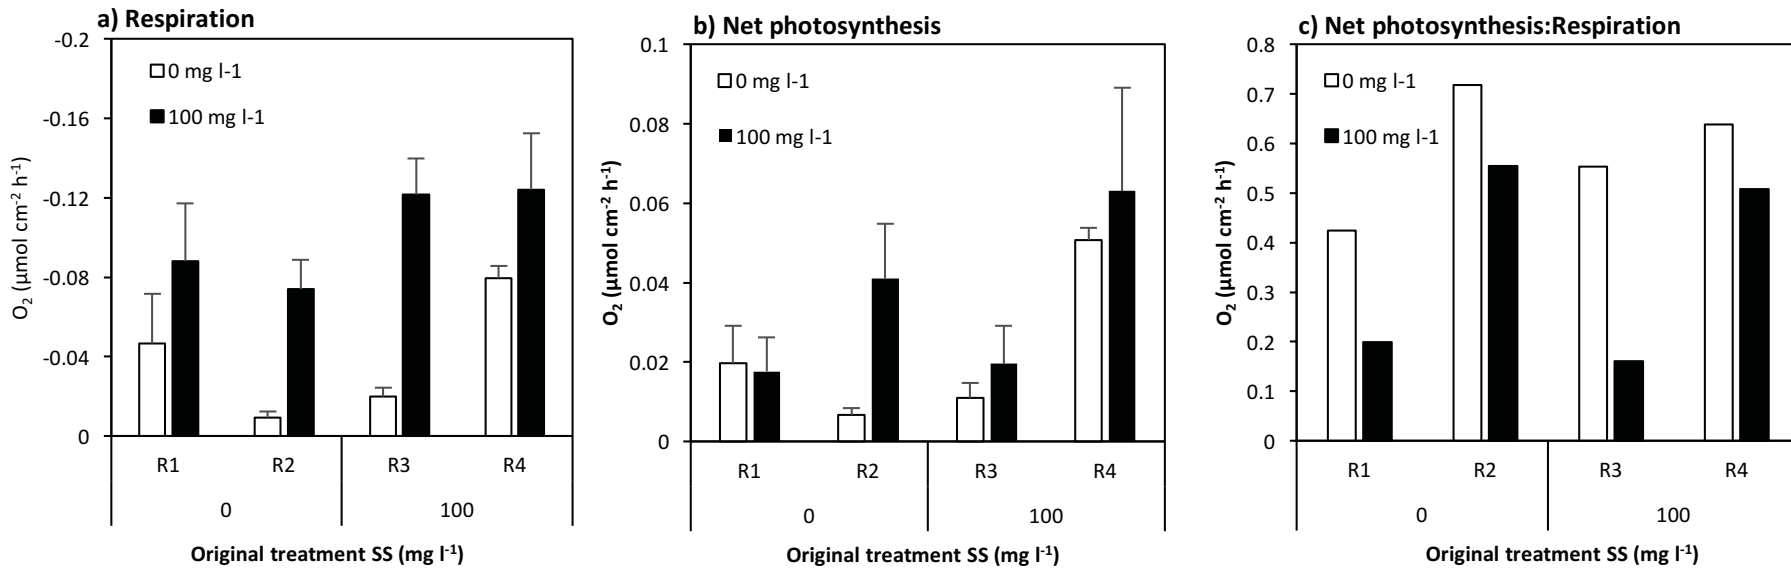 a) Respiration
-0.2
-0.16
-0.12
-0.08
-0.04
0
O₂ (µmol cm⁻² h⁻¹)
0 mg l-1
100 mg l-1
R1 R2 R3 R4
0 100
Original treatment SS (mg l⁻¹)
b) Net photosynthesis
0.1
0.08
0.06
0.04
0.02
0
O₂ (µmol cm⁻² h⁻¹)
0 mg l-1
100 mg l-1
R1 R2 R3 R4
0 100
Original treatment SS (mg l⁻¹)
c) Net photosynthesis:Respiration
0.8
0.7
0.6
0.5
0.4
0.3
0.2
0.1
0
O₂ (µmol cm⁻² h⁻¹)
0 mg l-1
100 mg l-1
R1 R2 R3 R4
0 100
Original treatment SS (mg l⁻¹)